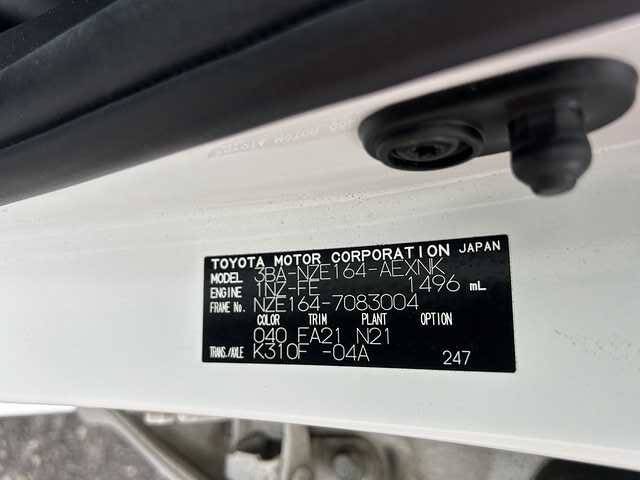 TOYOTA MOTOR CORPORATION JAPAN
MODEL 3BA-NZE164-AEXNK
ENGINE 1NZ-FE 1496 mL
FRAME No. NZE164-7083004
COLOR TRIM PLANT OPTION
040 FA21 N21
TRANS./AXLE K310F -04A 247